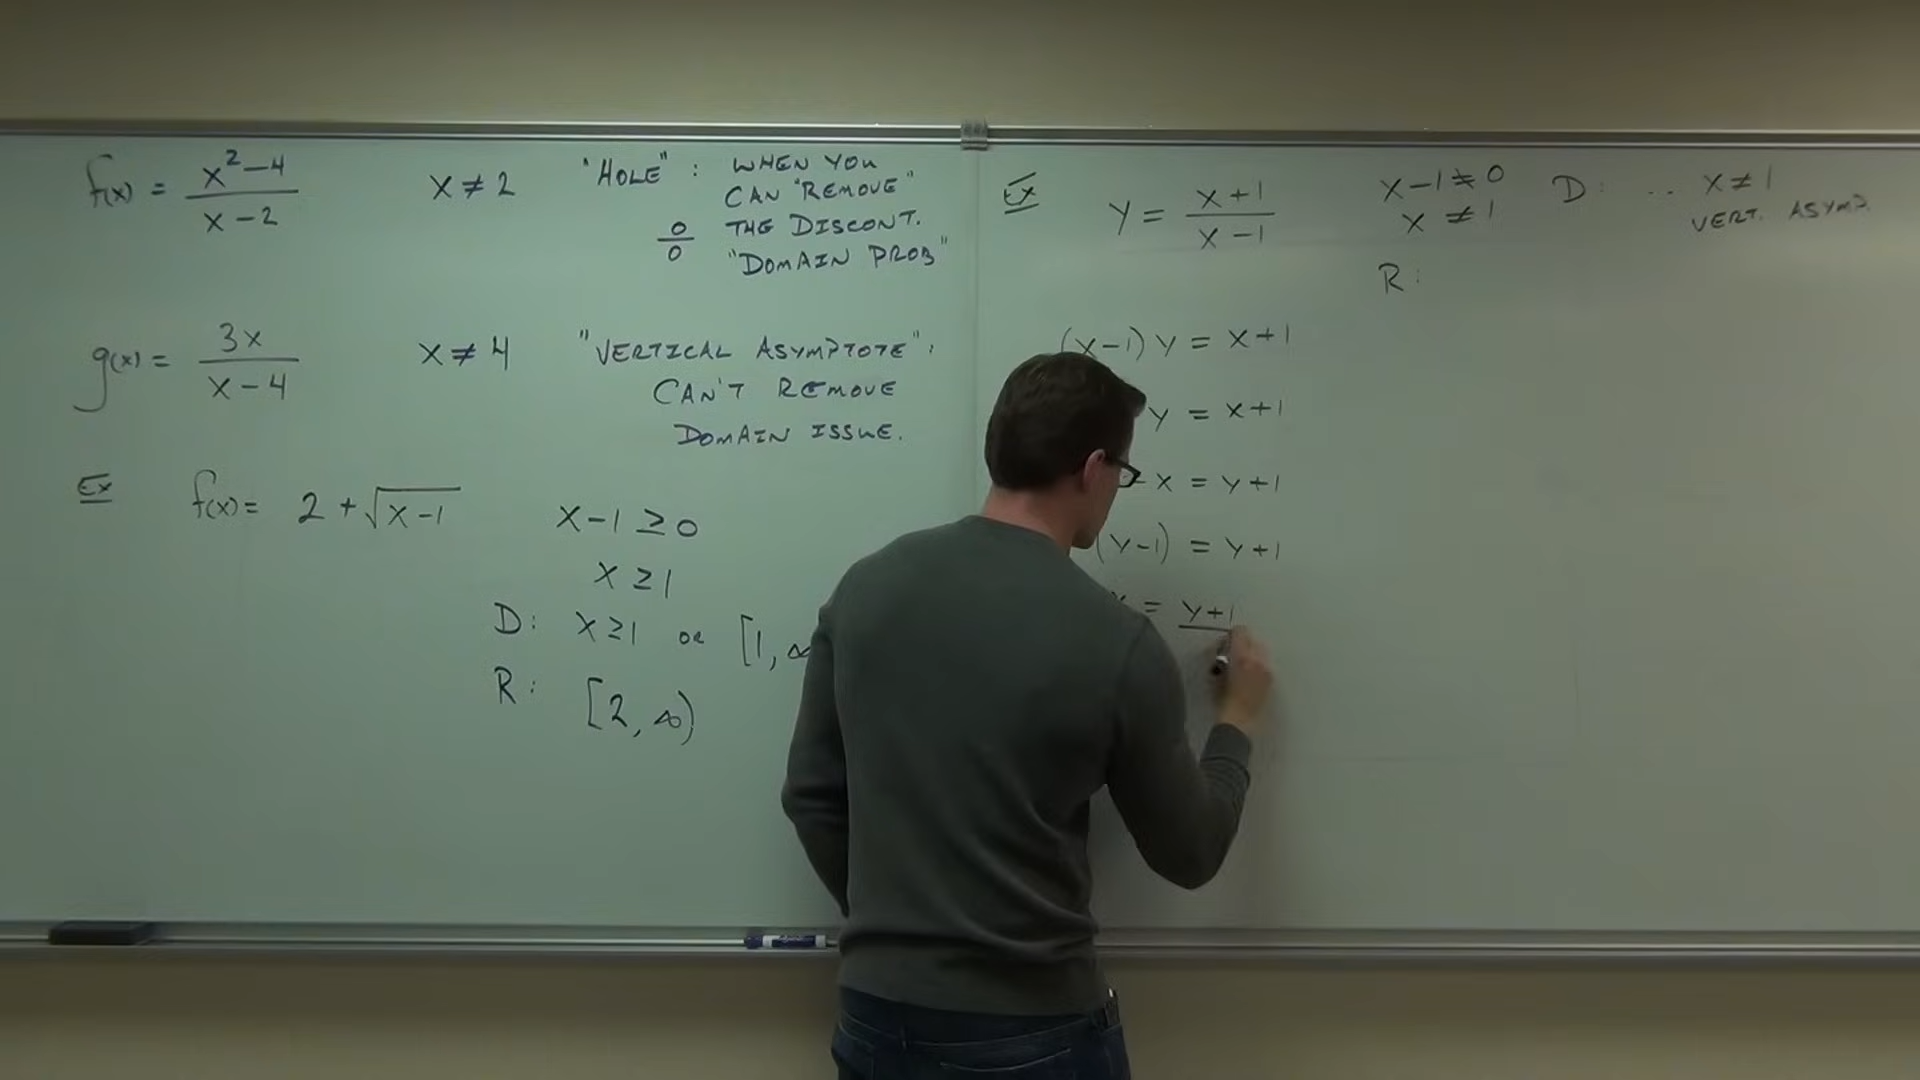 f(x) = x²-4 / x-2   x ≠ 2   "HOLE" : WHEN YOU
CAN "REMOVE"
0/0 THE DISCONT.
"DOMAIN PROB"
g(x) = 3x / x-4   x ≠ 4   "VERTICAL ASYMPTOTE" :
CAN'T REMOVE
DOMAIN ISSUE.
Ex   f(x) = 2 + √(x-1)   x-1 ≥ 0
x ≥ 1
D: x ≥ 1 or [1, ∞
R: [2, ∞)
Ex   y = x+1 / x-1   x-1 ≠ 0   D: .. x ≠ 1
x ≠ 1   VERT. ASYMP.
R:
(x-1) y = x+1
y = x+1
- x = y+1
(y-1) = y+1
x = y+1